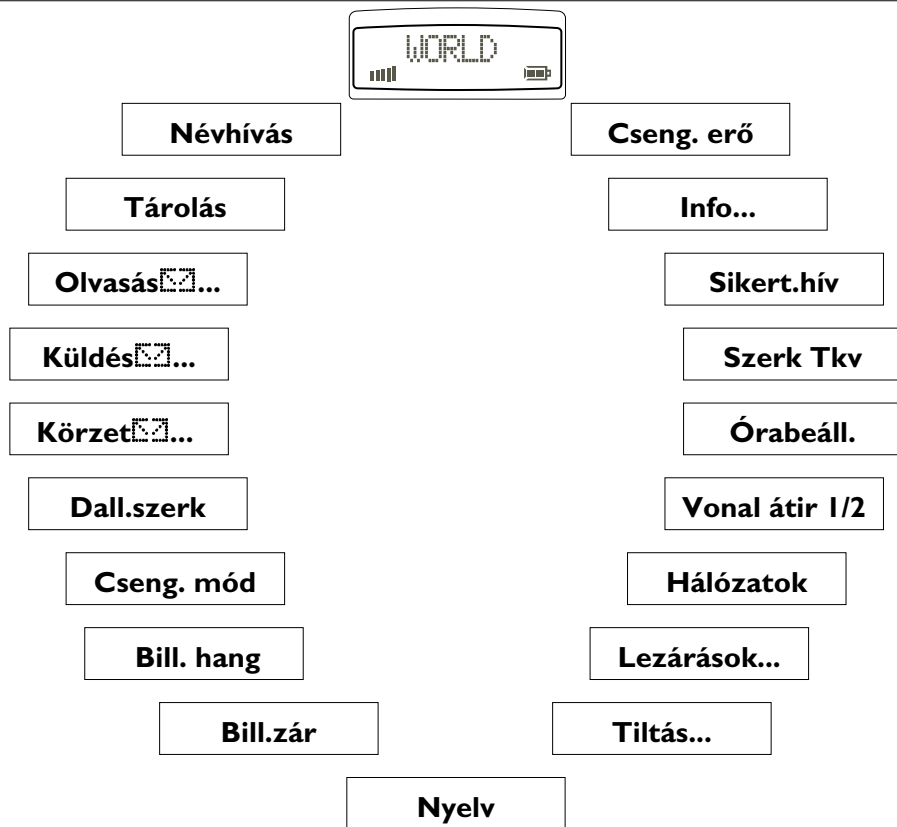 WORLD
Névhívás
Cseng. erő
Tárolás
Info...
Olvasás...
Sikert.hív
Küldés...
Szerk Tkv
Körzet...
Órabeáll.
Dall.szerk
Vonal átir 1/2
Cseng. mód
Hálózatok
Bill. hang
Lezárások...
Bill.zár
Tiltás...
Nyelv